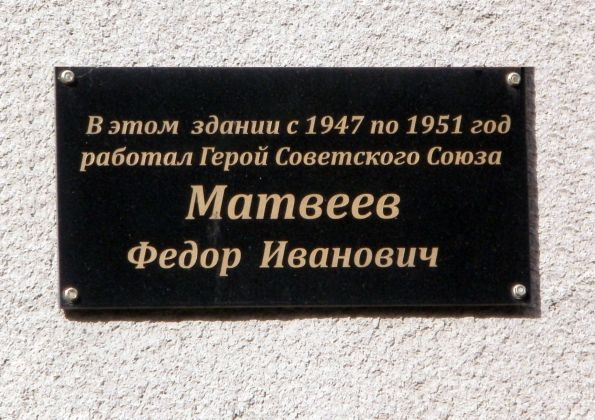 В этом здании с 1947 по 1951 год
работал Герой Советского Союза
Матвеев
Федор Иванович